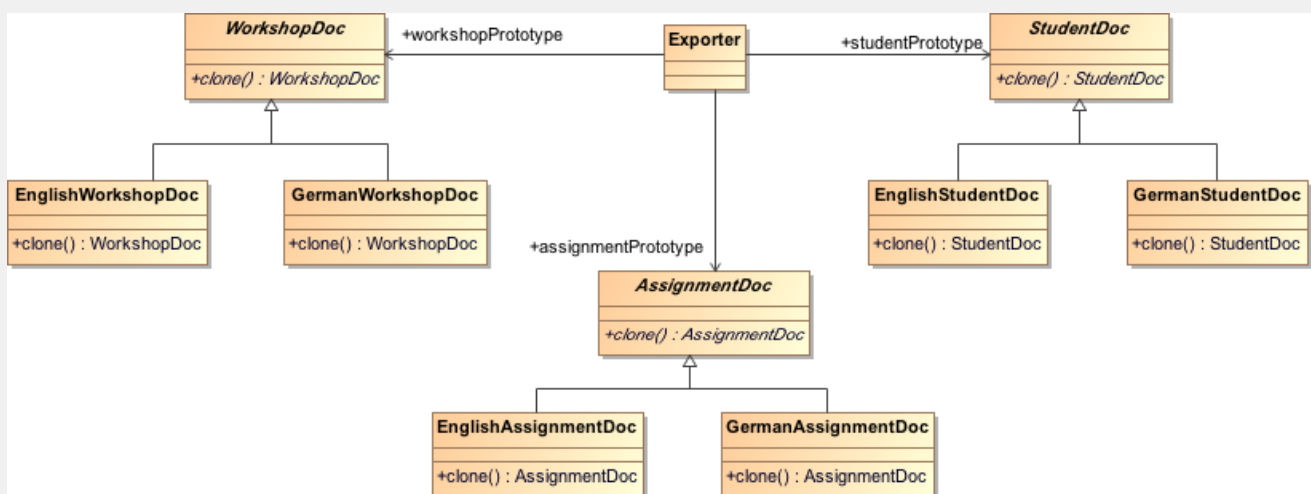 WorkshopDoc
+clone() : WorkshopDoc
+workshopPrototype
Exporter
+studentPrototype
StudentDoc
+clone() : StudentDoc
EnglishWorkshopDoc
+clone() : WorkshopDoc
GermanWorkshopDoc
+clone() : WorkshopDoc
EnglishStudentDoc
+clone() : StudentDoc
GermanStudentDoc
+clone() : StudentDoc
+assignmentPrototype
AssignmentDoc
+clone() : AssignmentDoc
EnglishAssignmentDoc
+clone() : AssignmentDoc
GermanAssignmentDoc
+clone() : AssignmentDoc